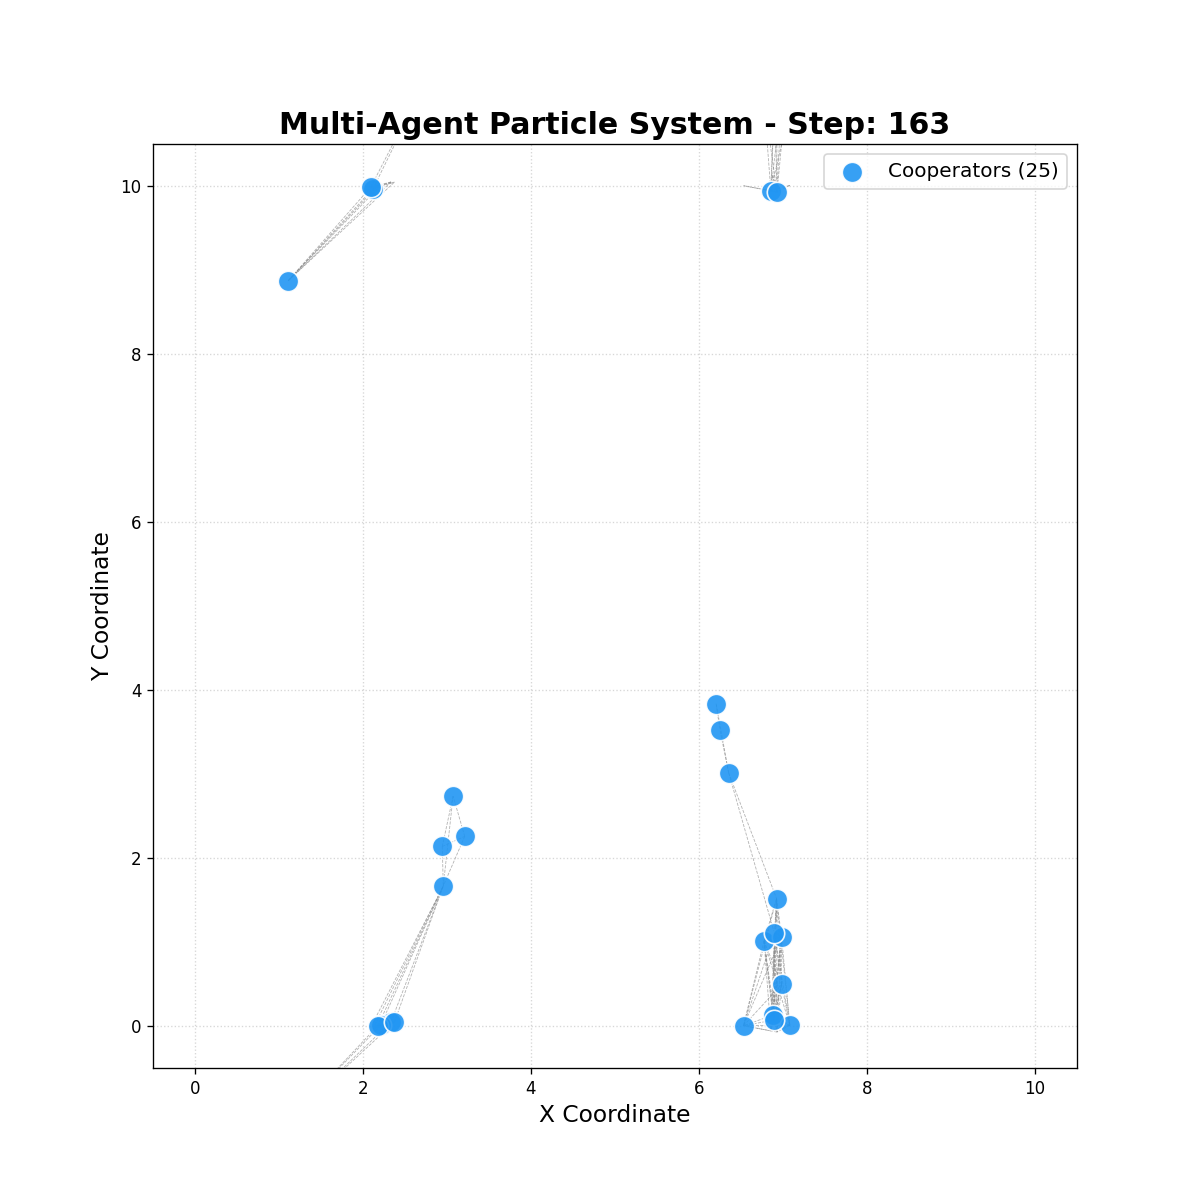 Multi-Agent Particle System - Step: 163
Cooperators (25)
10
8
6
4
2
0
Y Coordinate
0 2 4 6 8 10
X Coordinate